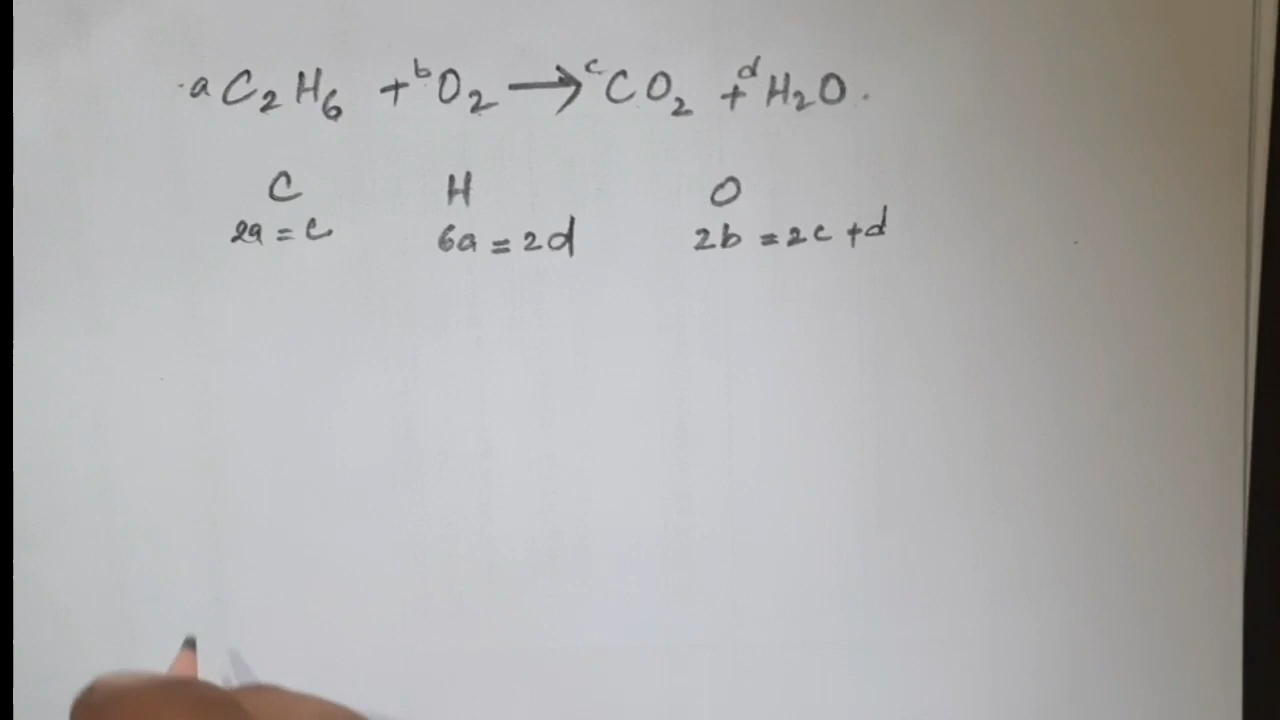 a C₂H₆ + b O₂ → c CO₂ + d H₂O.
C H O
2a = c 6a = 2d 2b = 2c + d